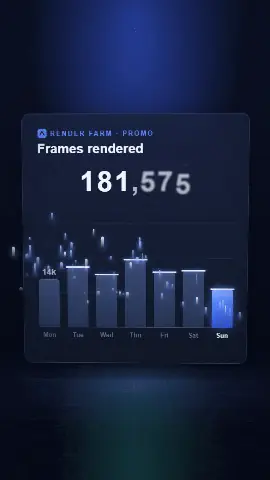 RENDER FARM · PROMO
Frames rendered
181,575
14K
Mon Tue Wed Thu Fri Sat Sun